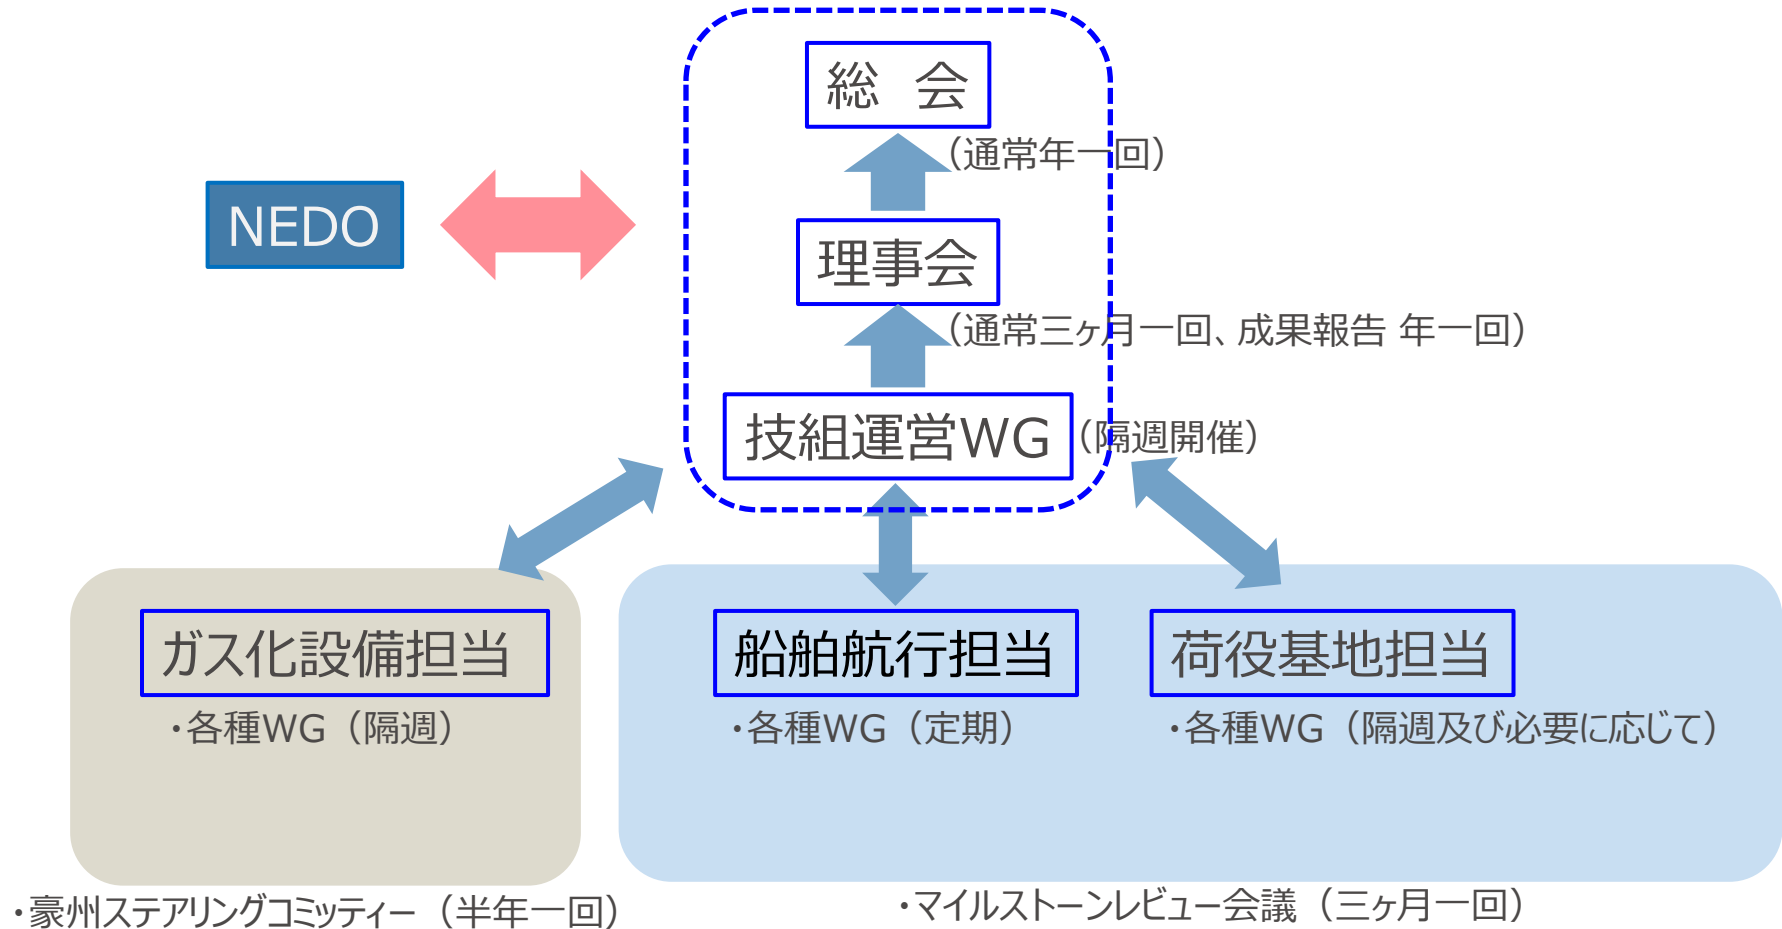 総　会
（通常年一回）
NEDO
理事会
（通常三ヶ月一回、成果報告 年一回）
技組運営WG（隔週開催）
ガス化設備担当
船舶航行担当
荷役基地担当
・各種WG（隔週）
・各種WG（定期）
・各種WG（隔週及び必要に応じて）
・豪州ステアリングコミッティー（半年一回）
・マイルストーンレビュー会議（三ヶ月一回）